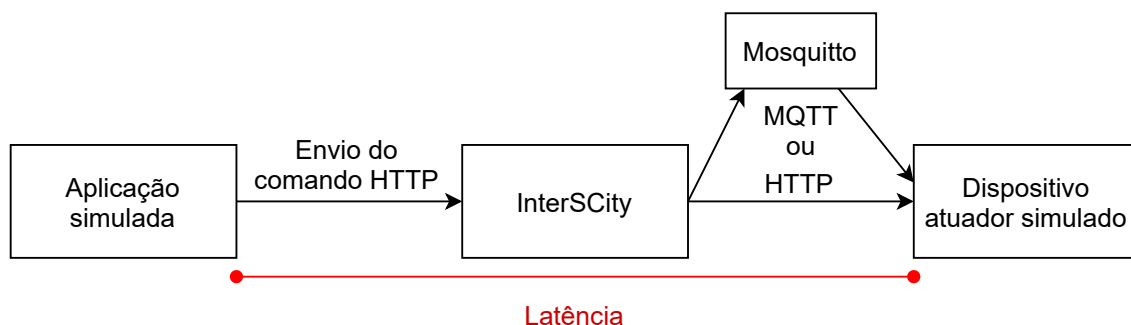 Mosquitto
Aplicação
simulada
Envio do
comando HTTP
InterSCity
MQTT
ou
HTTP
Dispositivo
atuador simulado
Latência